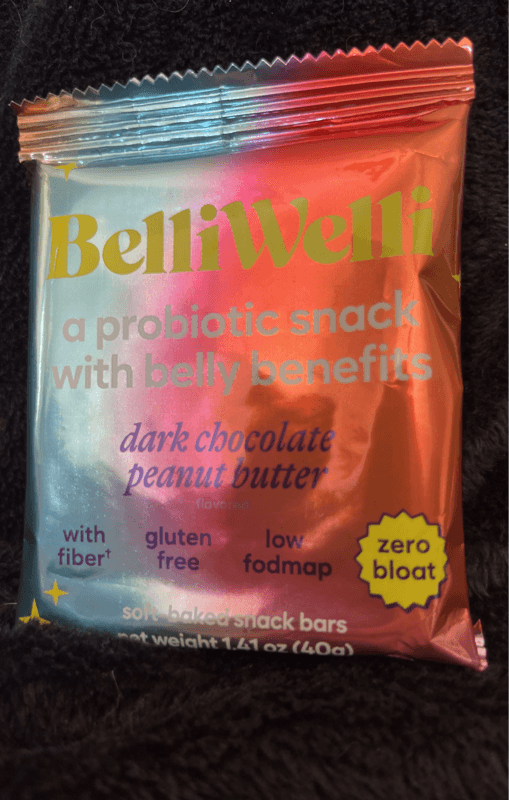 BelliWelli
a probiotic snack
with belly benefits
dark chocolate
peanut butter
flavored
with
fiber†
gluten
free
low
fodmap
zero
bloat
soft-baked snack bars
net weight 1.41 oz (40g)